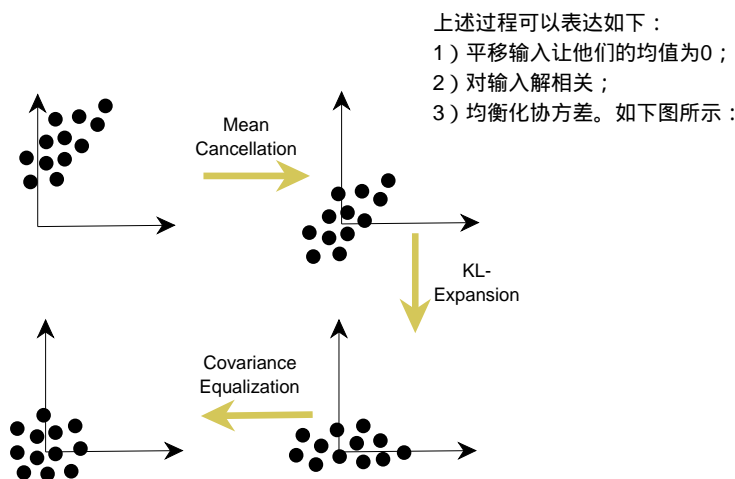 上述过程可以表达如下：
1）平移输入让他们的均值为0；
2）对输入解相关；
3）均衡化协方差。如下图所示：
Mean
Cancellation
KL-
Expansion
Covariance
Equalization